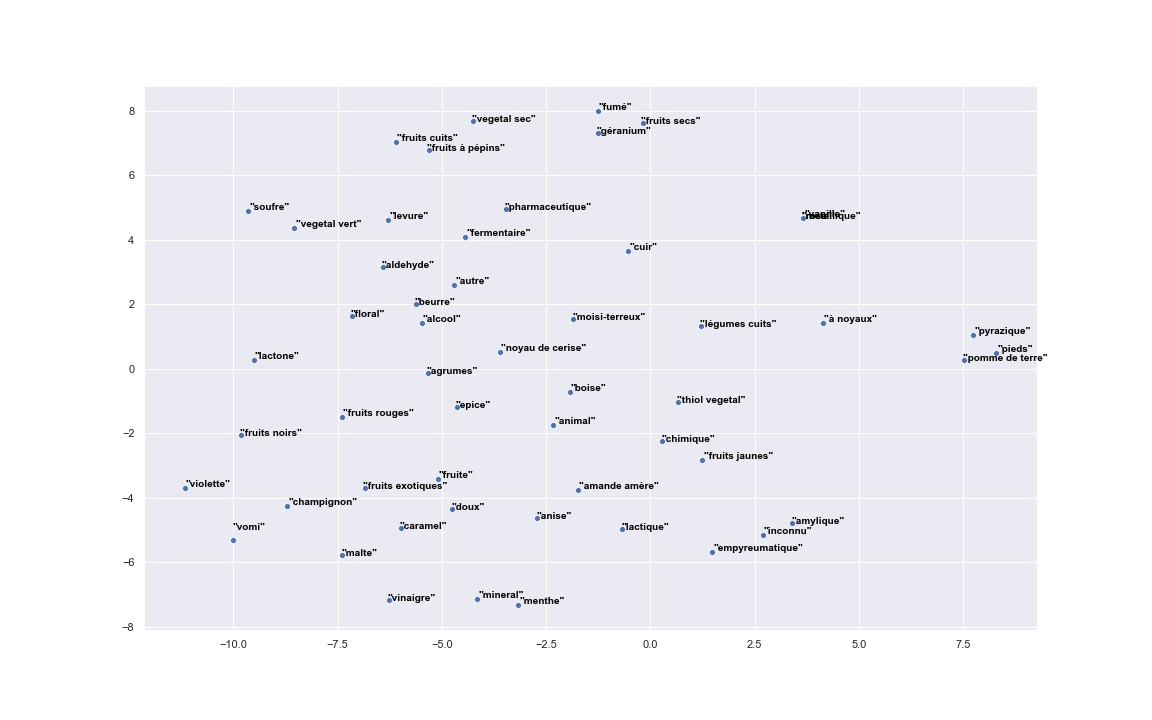 8
6
4
2
0
−2
−4
−6
−8
"fumé"
"vegetal sec"
"fruits secs"
"géranium"
"fruits cuits"
"fruits à pépins"
"soufre"
"pharmaceutique"
"levure"
"vegetal vert"
"fermentaire"
"cuir"
"aldehyde"
"autre"
"beurre"
"floral"
"alcool"
"moisi-terreux"
"légumes cuits"
"à noyaux"
"pyrazique"
"pieds"
"pomme de terre"
"noyau de cerise"
"lactone"
"agrumes"
"boise"
"thiol vegetal"
"epice"
"fruits rouges"
"animal"
"fruits noirs"
"chimique"
"fruits jaunes"
"fruite"
"violette"
"fruits exotiques"
"amande amère"
"champignon"
"doux"
"anise"
"amylique"
"vomi"
"caramel"
"lactique"
"inconnu"
"malte"
"empyreumatique"
"vinaigre"
"mineral"
"menthe"
−10.0 −7.5 −5.0 −2.5 0.0 2.5 5.0 7.5